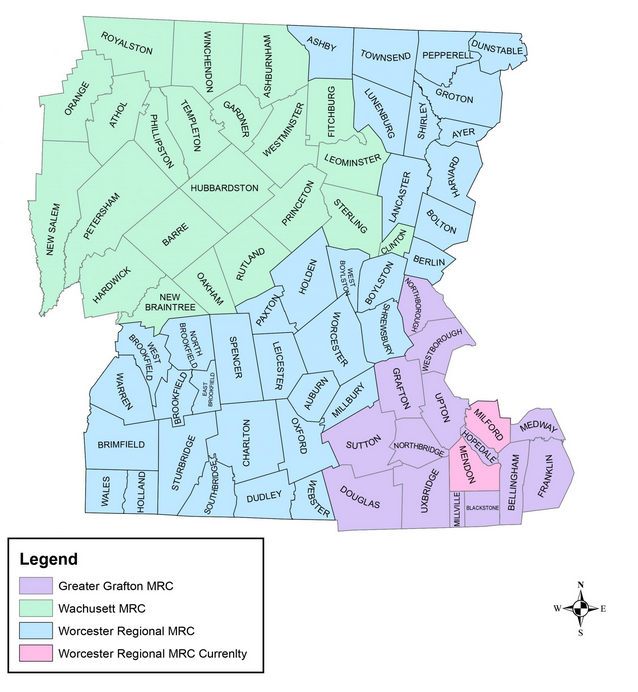 ROYALSTON
WINCHENDON
ASHBURNHAM
ASHBY
TOWNSEND
PEPPERELL
DUNSTABLE
ORANGE
ATHOL
PHILLIPSTON
TEMPLETON
GARDNER
WESTMINSTER
FITCHBURG
LUNENBURG
SHIRLEY
GROTON
AYER
LEOMINSTER
HARVARD
NEW SALEM
PETERSHAM
HUBBARDSTON
PRINCETON
STERLING
LANCASTER
BOLTON
BARRE
CLINTON
BERLIN
HARDWICK
NEW
BRAINTREE
OAKHAM
RUTLAND
HOLDEN
WEST
BOYLSTON
BOYLSTON
NORTHBOROUGH
PAXTON
WORCESTER
SHREWSBURY
WESTBOROUGH
WEST
BROOKFIELD
NORTH
BROOKFIELD
SPENCER
LEICESTER
WARREN
BROOKFIELD
EAST
BROOKFIELD
AUBURN
MILLBURY
GRAFTON
UPTON
MILFORD
MEDWAY
BRIMFIELD
STURBRIDGE
CHARLTON
OXFORD
SUTTON
NORTHBRIDGE
HOPEDALE
MENDON
BELLINGHAM
FRANKLIN
WALES
HOLLAND
SOUTHBRIDGE
DUDLEY
WEBSTER
DOUGLAS
UXBRIDGE
MILLVILLE
BLACKSTONE
Legend
Greater Grafton MRC
Wachusett MRC
Worcester Regional MRC
Worcester Regional MRC Currenlty
N
W E
S